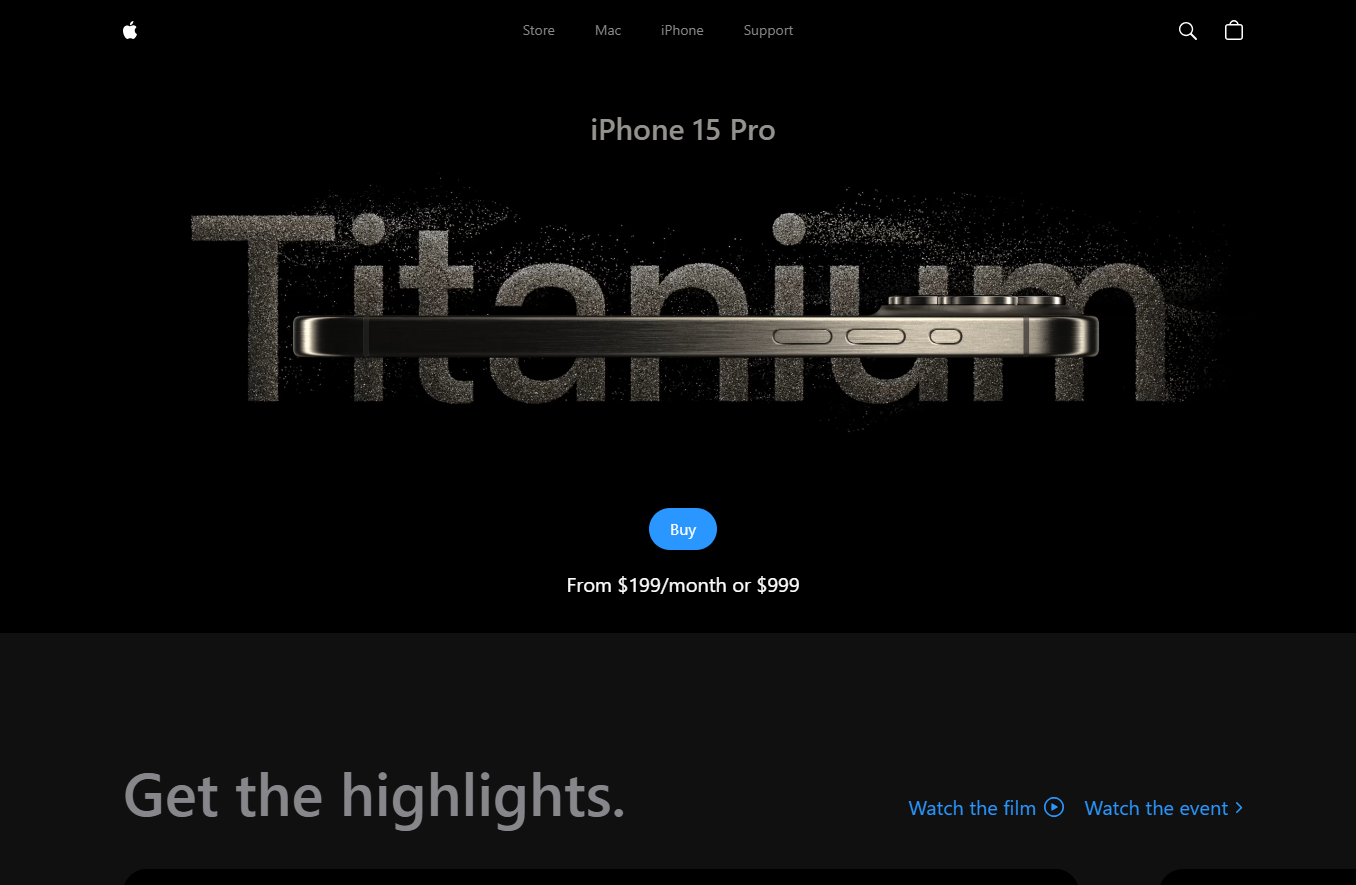 Store Mac iPhone Support
iPhone 15 Pro
Titanium
Buy
From $199/month or $999
Get the highlights.
Watch the film Watch the event